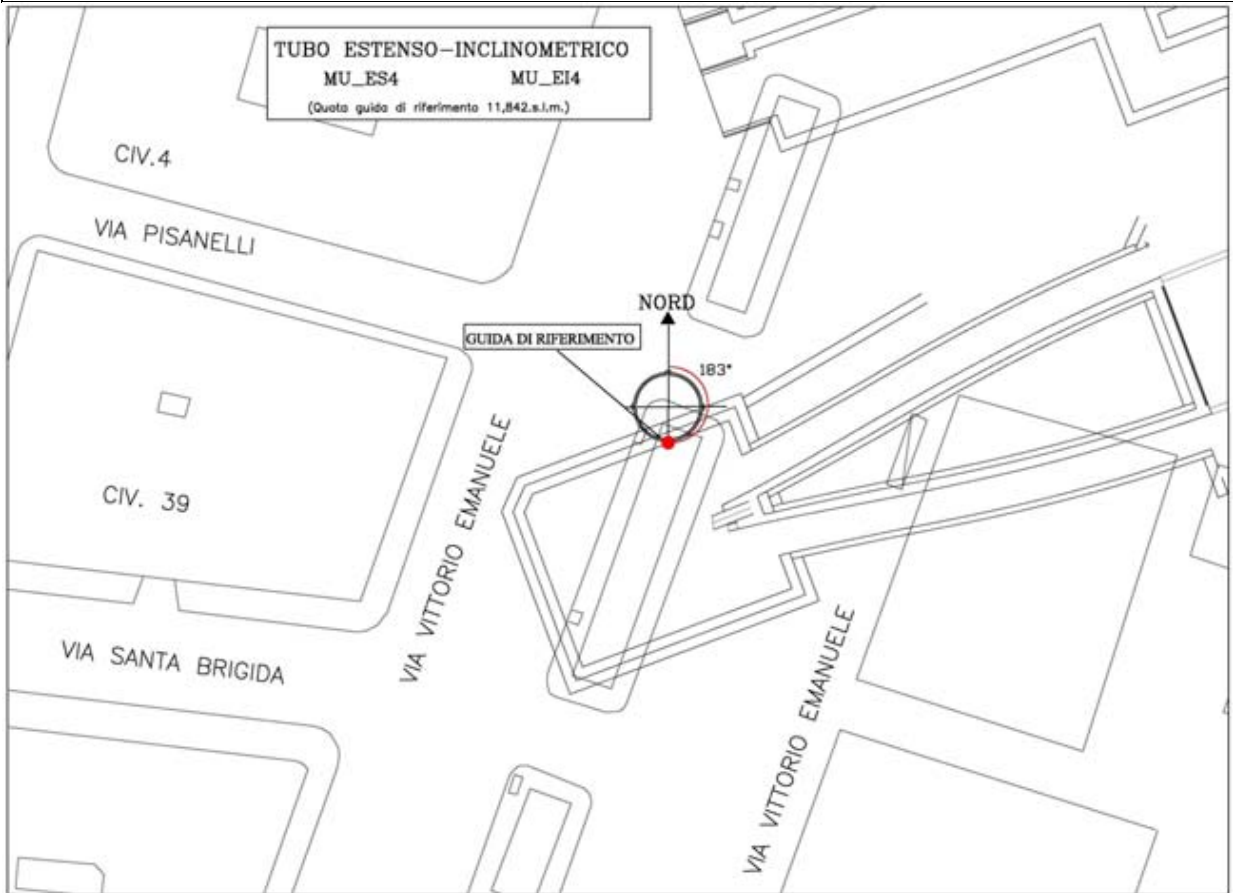 TUBO ESTENSO-INCLINOMETRICO
MU_ES4 MU_EI4
(Quota guida di riferimento 11,842.s.l.m.)
CIV.4
VIA PISANELLI
NORD
GUIDA DI RIFERIMENTO
183°
CIV. 39
VIA VITTORIO EMANUELE
VIA SANTA BRIGIDA
VIA VITTORIO EMANUELE